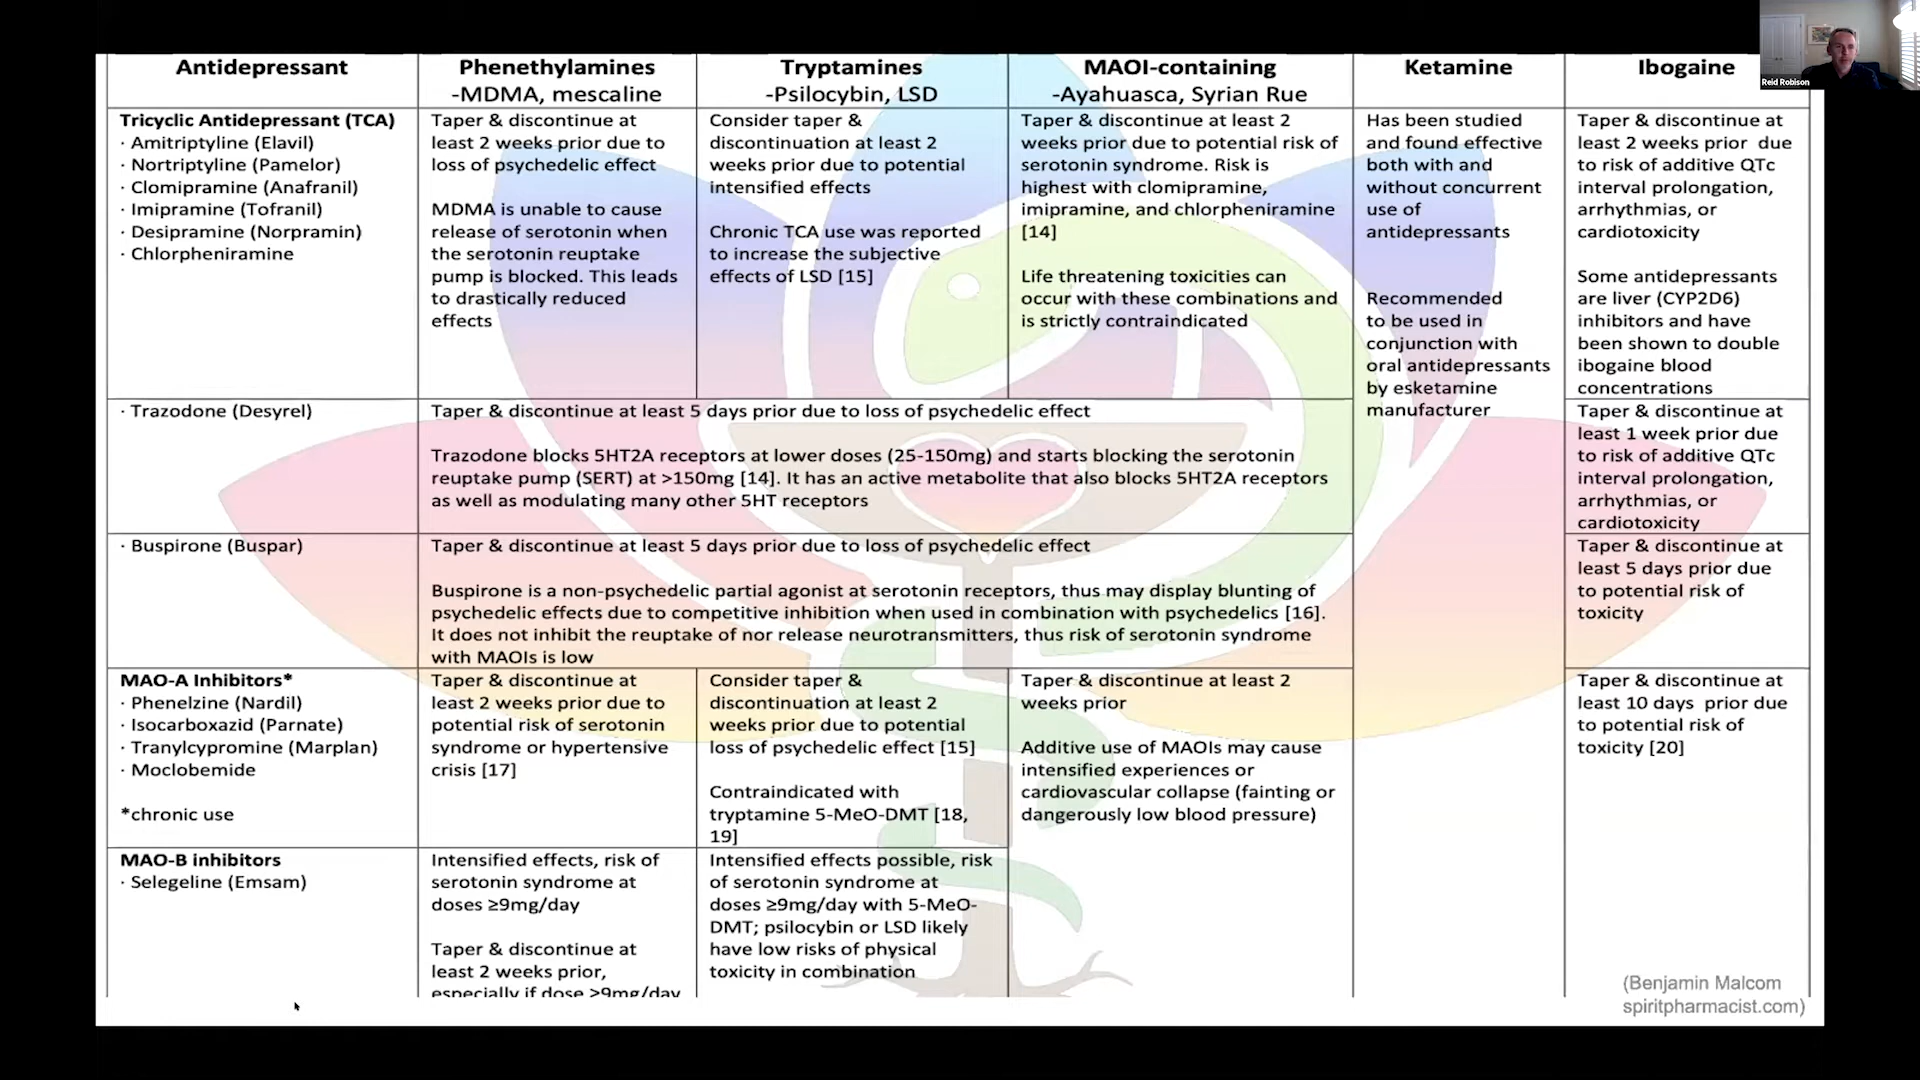 Antidepressant
Phenethylamines
-MDMA, mescaline
Tryptamines
-Psilocybin, LSD
MAOI-containing
-Ayahuasca, Syrian Rue
Ketamine
Ibogaine
Reid Robison
Tricyclic Antidepressant (TCA)
· Amitriptyline (Elavil)
· Nortriptyline (Pamelor)
· Clomipramine (Anafranil)
· Imipramine (Tofranil)
· Desipramine (Norpramin)
· Chlorpheniramine
Taper & discontinue at
least 2 weeks prior due to
loss of psychedelic effect
MDMA is unable to cause
release of serotonin when
the serotonin reuptake
pump is blocked. This leads
to drastically reduced
effects
Consider taper &
discontinuation at least 2
weeks prior due to potential
intensified effects
Chronic TCA use was reported
to increase the subjective
effects of LSD [15]
Taper & discontinue at least 2
weeks prior due to potential risk of
serotonin syndrome. Risk is
highest with clomipramine,
imipramine, and chlorpheniramine
[14]
Life threatening toxicities can
occur with these combinations and
is strictly contraindicated
Has been studied
and found effective
both with and
without concurrent
use of
antidepressants
Recommended
to be used in
conjunction with
oral antidepressants
by esketamine
manufacturer
Taper & discontinue at
least 2 weeks prior due
to risk of additive QTc
interval prolongation,
arrhythmias, or
cardiotoxicity
Some antidepressants
are liver (CYP2D6)
inhibitors and have
been shown to double
ibogaine blood
concentrations
· Trazodone (Desyrel)
Taper & discontinue at least 5 days prior due to loss of psychedelic effect
Trazodone blocks 5HT2A receptors at lower doses (25-150mg) and starts blocking the serotonin
reuptake pump (SERT) at >150mg [14]. It has an active metabolite that also blocks 5HT2A receptors
as well as modulating many other 5HT receptors
Taper & discontinue at
least 1 week prior due
to risk of additive QTc
interval prolongation,
arrhythmias, or
cardiotoxicity
· Buspirone (Buspar)
Taper & discontinue at least 5 days prior due to loss of psychedelic effect
Buspirone is a non-psychedelic partial agonist at serotonin receptors, thus may display blunting of
psychedelic effects due to competitive inhibition when used in combination with psychedelics [16].
It does not inhibit the reuptake of nor release neurotransmitters, thus risk of serotonin syndrome
with MAOIs is low
Taper & discontinue at
least 5 days prior due
to potential risk of
toxicity
MAO-A Inhibitors*
· Phenelzine (Nardil)
· Isocarboxazid (Parnate)
· Tranylcypromine (Marplan)
· Moclobemide
*chronic use
Taper & discontinue at
least 2 weeks prior due to
potential risk of serotonin
syndrome or hypertensive
crisis [17]
Consider taper &
discontinuation at least 2
weeks prior due to potential
loss of psychedelic effect [15]
Contraindicated with
tryptamine 5-MeO-DMT [18,
19]
Taper & discontinue at least 2
weeks prior
Additive use of MAOIs may cause
intensified experiences or
cardiovascular collapse (fainting or
dangerously low blood pressure)
Taper & discontinue at
least 10 days prior due
to potential risk of
toxicity [20]
MAO-B inhibitors
· Selegeline (Emsam)
Intensified effects, risk of
serotonin syndrome at
doses ≥9mg/day
Taper & discontinue at
least 2 weeks prior,
especially if dose >9mg/day
Intensified effects possible, risk
of serotonin syndrome at
doses ≥9mg/day with 5-MeO-
DMT; psilocybin or LSD likely
have low risks of physical
toxicity in combination
(Benjamin Malcom
spiritpharmacist.com)